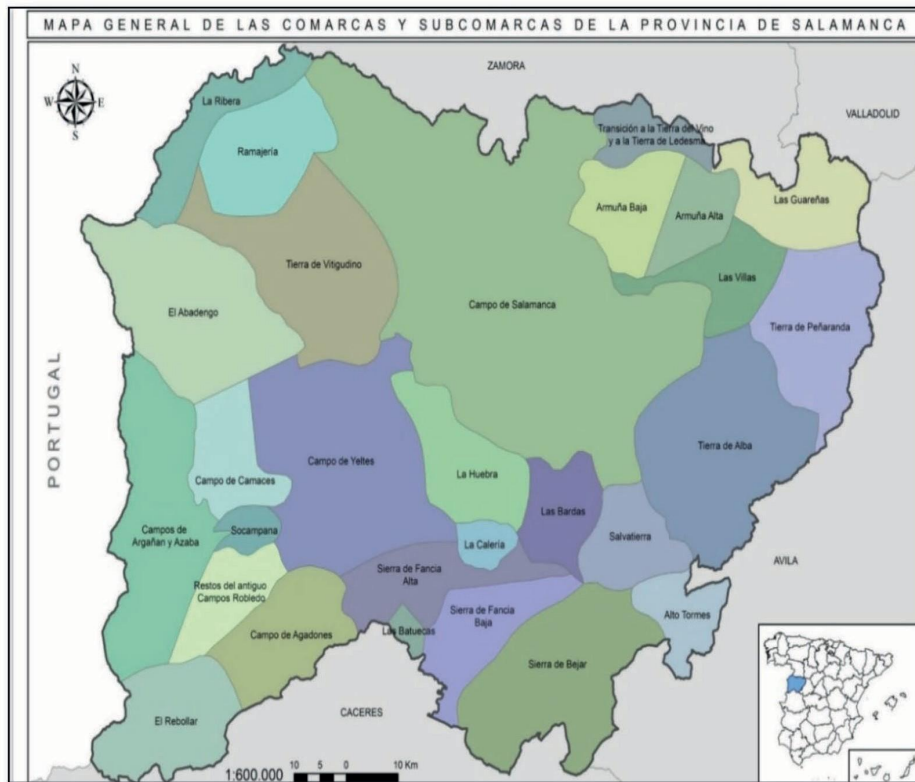 MAPA GENERAL DE LAS COMARCAS Y SUBCOMARCAS DE LA PROVINCIA DE SALAMANCA
N
W E
S
ZAMORA
VALLADOLID
La Ribera
Ramajería
Transición a la Tierra del Vino
y a la Tierra de Ledesma
Armuña Baja
Armuña Alta
Las Guareñas
Tierra de Vitigudino
Las Villas
Campo de Salamanca
El Abadengo
Tierra de Peñaranda
PORTUGAL
Tierra de Alba
Campo de Yeltes
La Huebra
Campo de Camaces
Las Bardas
Campos de
Argañan y Azaba
Socampana
Salvatierra
La Calería
AVILA
Sierra de Fancia
Alta
Restos del antiguo
Campos Robledo
Sierra de Fancia
Baja
Alto Tormes
Las Batuecas
Campo de Agadones
Sierra de Bejar
El Rebollar
CACERES
1:600.000
10 5 0 10 Km